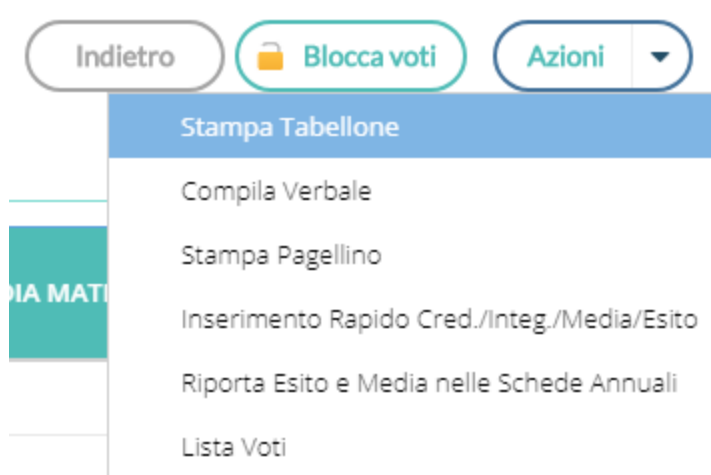 Indietro
Blocca voti
Azioni
Stampa Tabellone
Compila Verbale
Stampa Pagellino
Inserimento Rapido Cred./Integ./Media/Esito
Riporta Esito e Media nelle Schede Annuali
Lista Voti